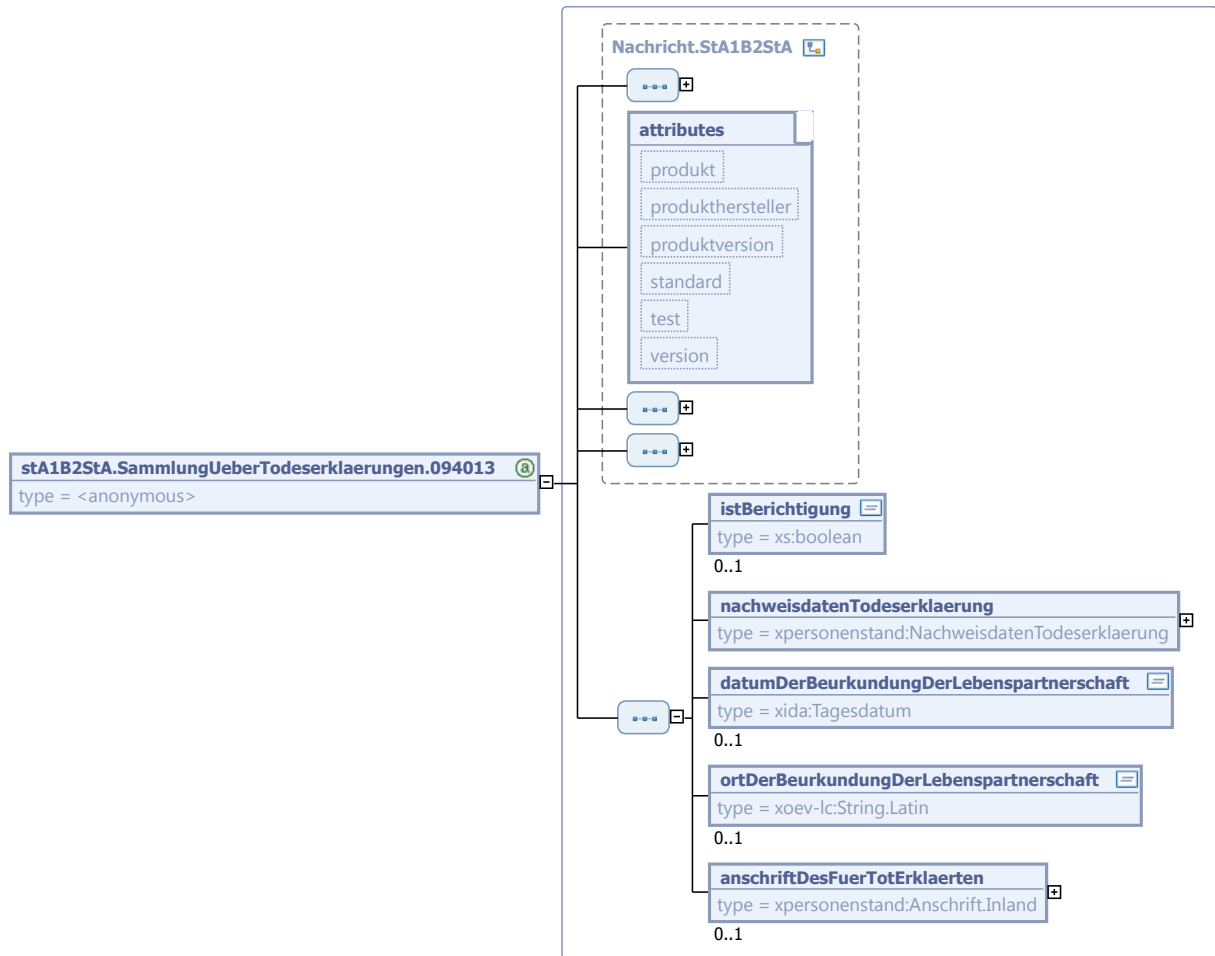 Nachricht.StA1B2StA
attributes
produkt
produkthersteller
produktversion
standard
test
version
stA1B2StA.SammlungUeberTodeserklaerungen.094013 a
type = <anonymous>
istBerichtigung
type = xs:boolean
0..1
nachweisdatenTodeserklaerung
type = xpersonenstand:NachweisdatenTodeserklaerung
datumDerBeurkundungDerLebenspartnerschaft
type = xida:Tagesdatum
0..1
ortDerBeurkundungDerLebenspartnerschaft
type = xoev-lc:String.Latin
0..1
anschriftDesFuerTotErklaerten
type = xpersonenstand:Anschrift.Inland
0..1